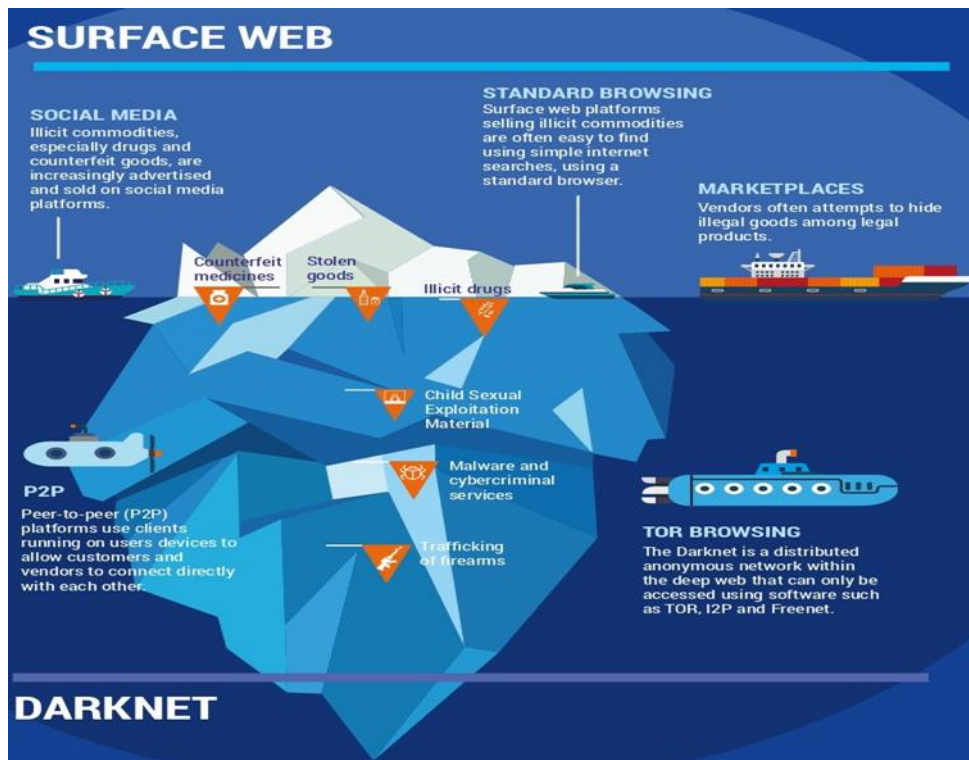 SURFACE WEB
SOCIAL MEDIA
Illicit commodities,
especially drugs and
counterfeit goods, are
increasingly advertised
and sold on social media
platforms.
STANDARD BROWSING
Surface web platforms
selling illicit commodities
are often easy to find
using simple internet
searches, using a
standard browser.
MARKETPLACES
Vendors often attempts to hide
illegal goods among legal
products.
Counterfeit
medicines
Stolen
goods
Illicit drugs
Child Sexual
Exploitation
Material
Malware and
cybercriminal
services
Trafficking
of firearms
P2P
Peer-to-peer (P2P)
platforms use clients
running on users devices to
allow customers and
vendors to connect directly
with each other.
TOR BROWSING
The Darknet is a distributed
anonymous network within
the deep web that can only be
accessed using software such
as TOR, I2P and Freenet.
DARKNET